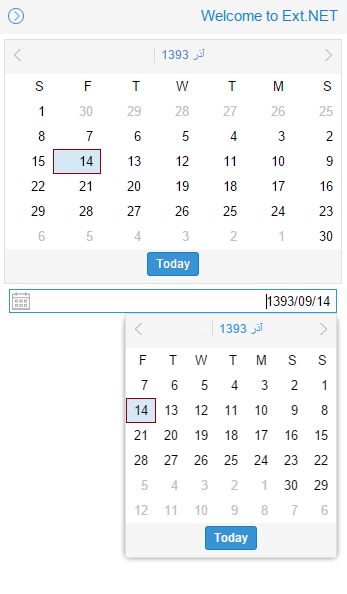 Welcome to Ext.NET
آذر 1393
S F T W T M S
1 30 29 28 27 26 25
8 7 6 5 4 3 2
15 14 13 12 11 10 9
22 21 20 19 18 17 16
29 28 27 26 25 24 23
6 5 4 3 2 1 30
Today
1393/09/14
آذر 1393
F T W T M S S
7 6 5 4 3 2 1
14 13 12 11 10 9 8
21 20 19 18 17 16 15
28 27 26 25 24 23 22
5 4 3 2 1 30 29
12 11 10 9 8 7 6
Today